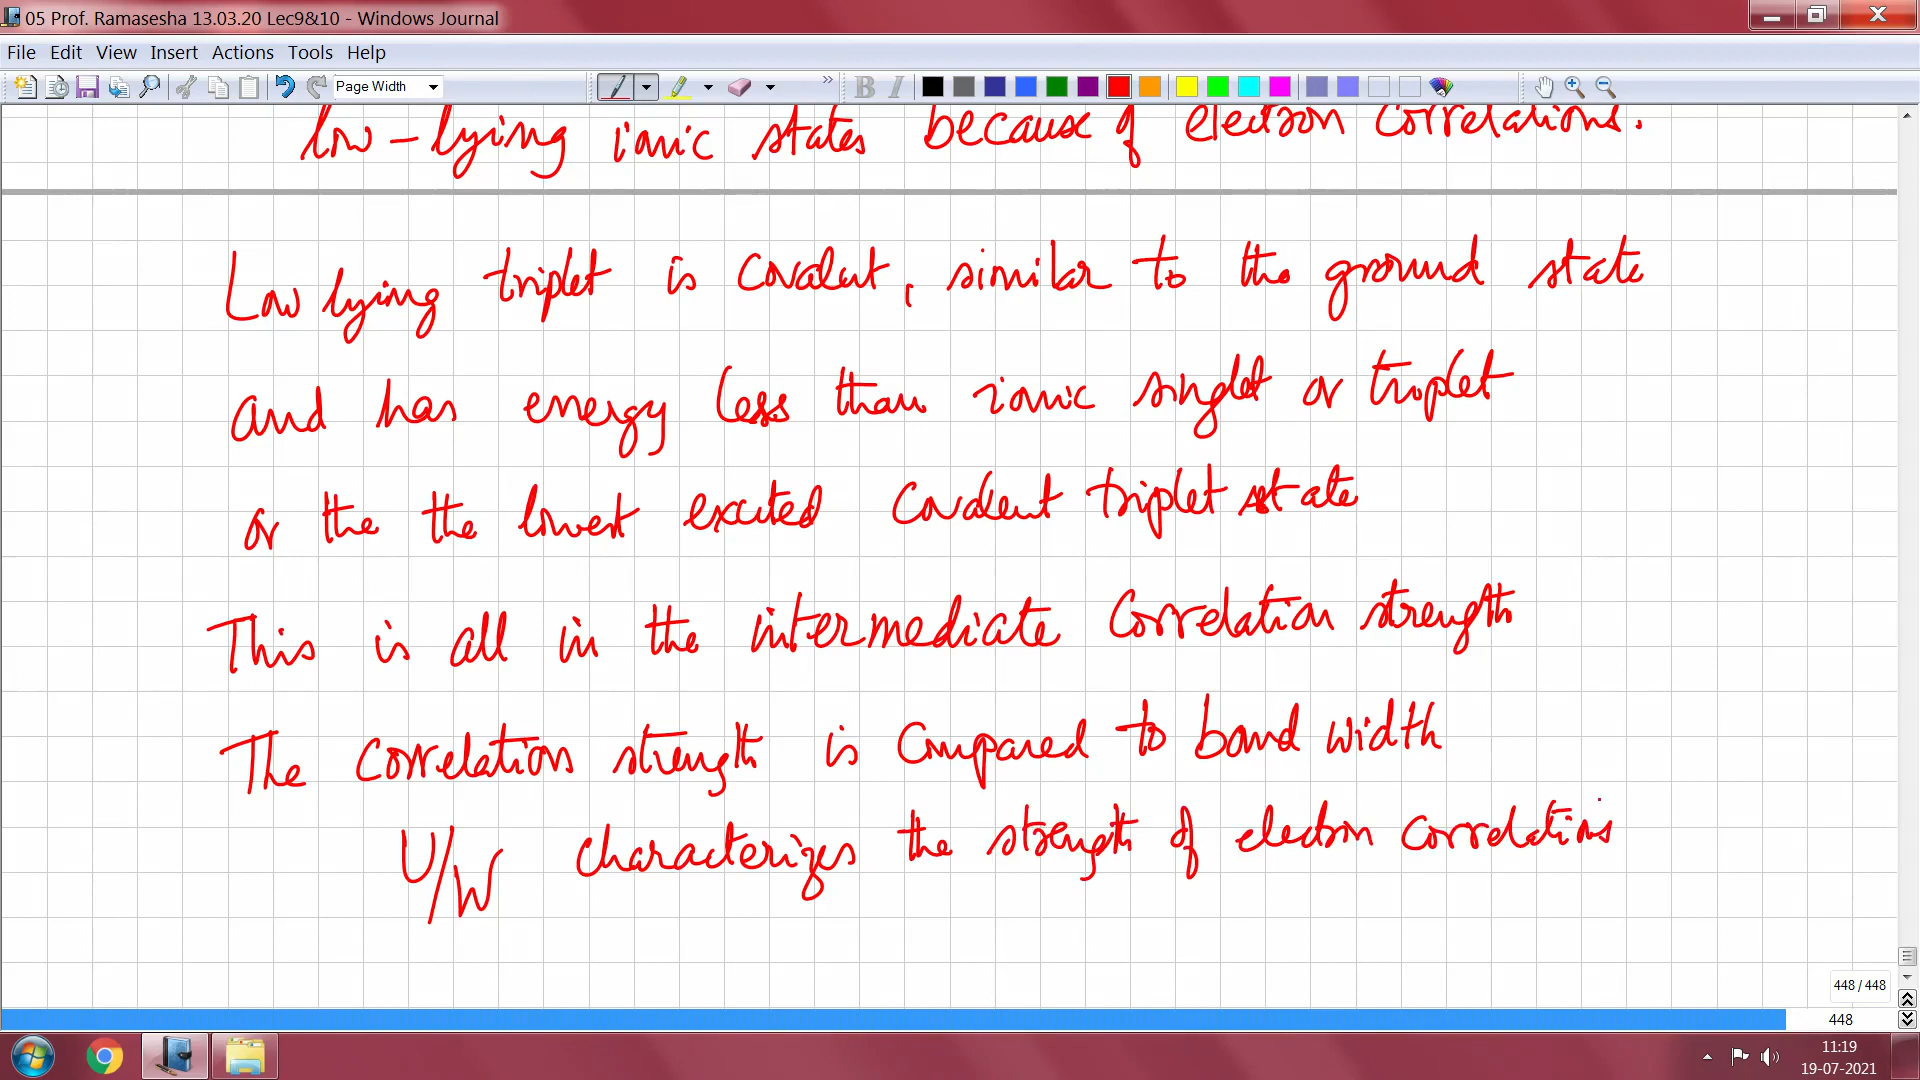 05 Prof. Ramasesha 13.03.20 Lec9&10 - Windows Journal
File Edit View Insert Actions Tools Help
Page Width
B I
low-lying ionic states because of electron correlations.
Low lying triplet is covalent, similar to the ground state
and has energy less than ionic singlet or triplet
or the the lowest excited covalent triplet state
This is all in the intermediate correlation strength
The correlation strength is compared to band width
U/W characterizes the strength of electron correlations
448 / 448
448
11:19
19-07-2021